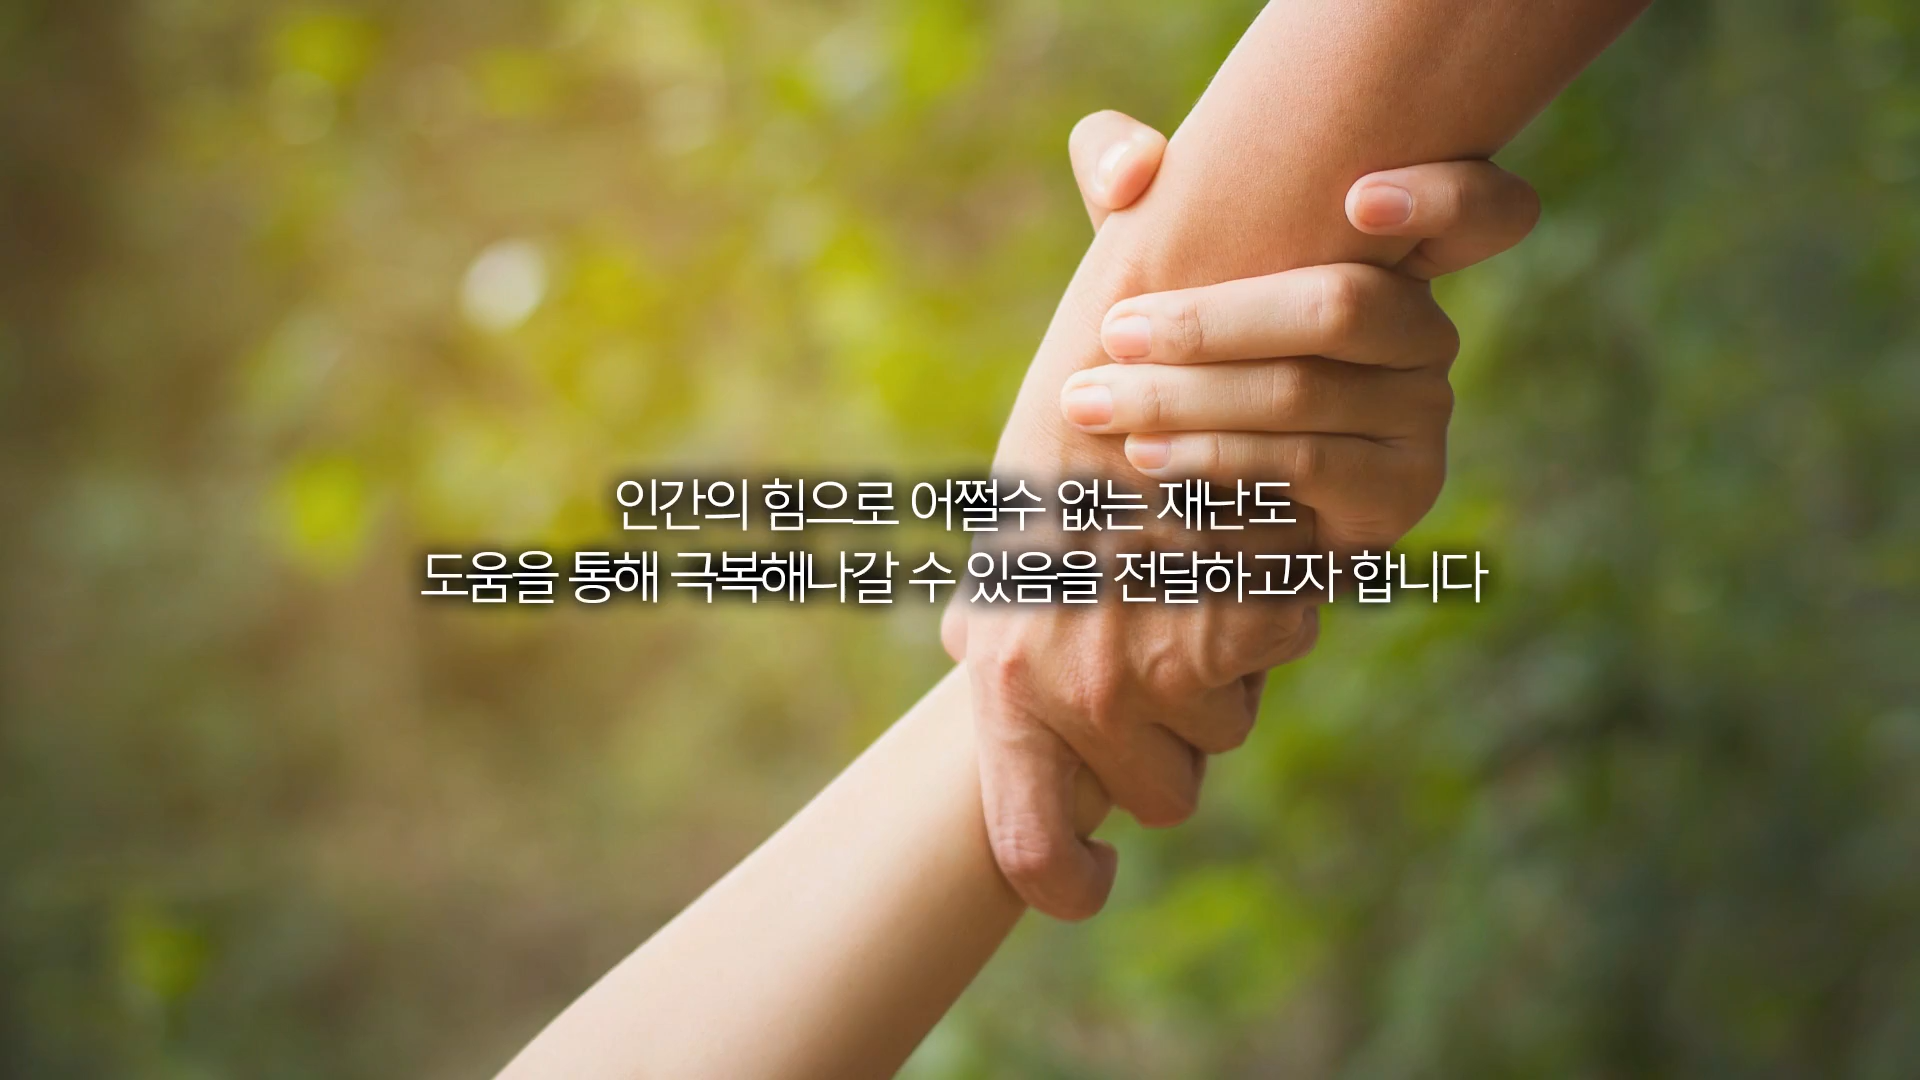 인간의 힘으로 어쩔수 없는 재난도
도움을 통해 극복해나갈 수 있음을 전달하고자 합니다